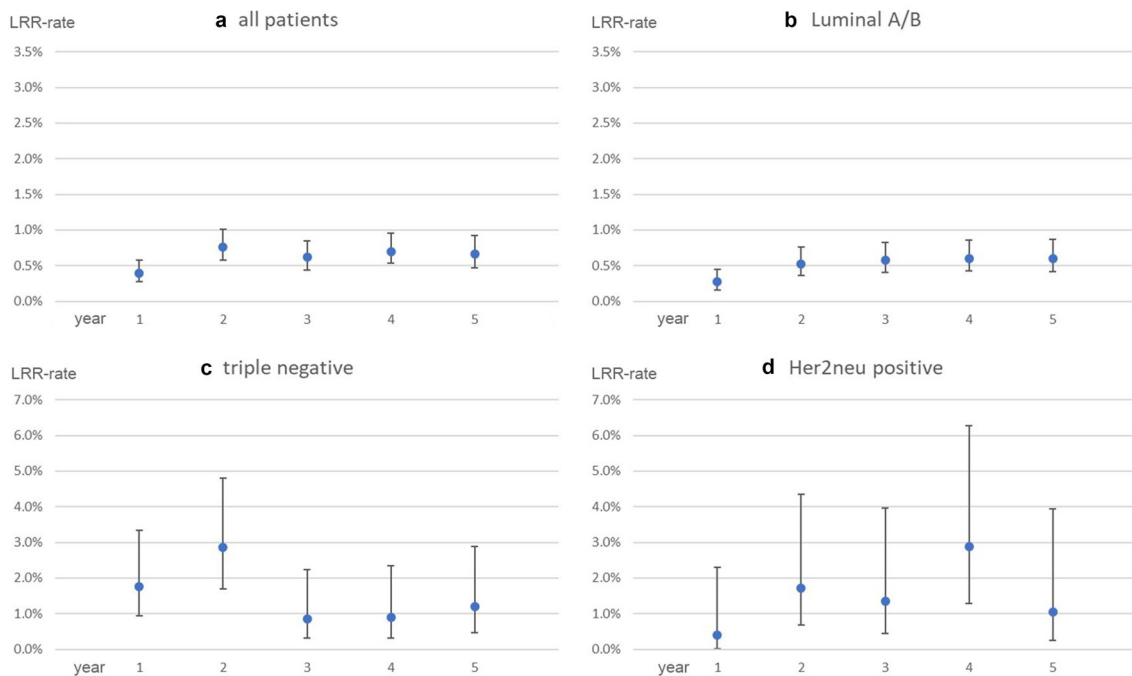 a all patients
LRR-rate
3.5%
3.0%
2.5%
2.0%
1.5%
1.0%
0.5%
0.0%
year 1 2 3 4 5
b Luminal A/B
LRR-rate
3.5%
3.0%
2.5%
2.0%
1.5%
1.0%
0.5%
0.0%
year 1 2 3 4 5
c triple negative
LRR-rate
7.0%
6.0%
5.0%
4.0%
3.0%
2.0%
1.0%
0.0%
year 1 2 3 4 5
d Her2neu positive
LRR-rate
7.0%
6.0%
5.0%
4.0%
3.0%
2.0%
1.0%
0.0%
year 1 2 3 4 5